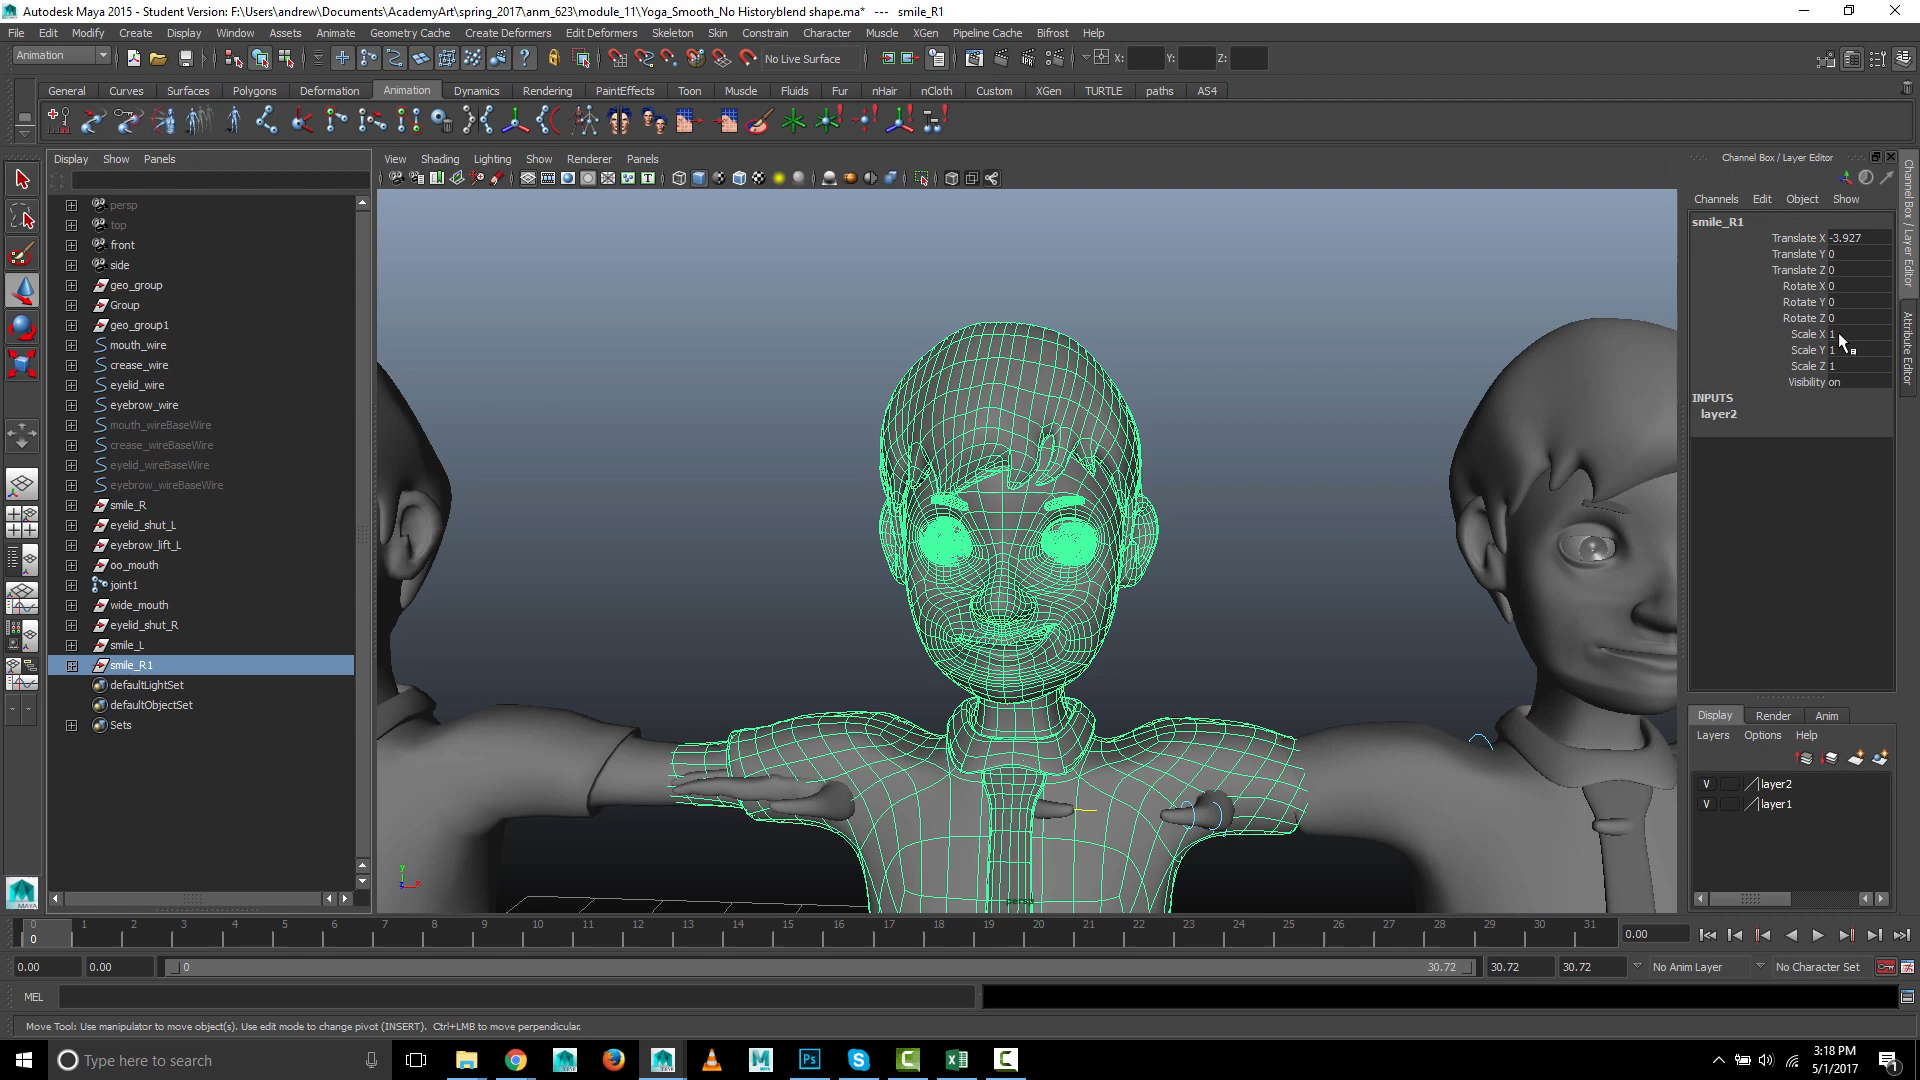 Autodesk Maya 2015 - Student Version: F:\Users\andrew\Documents\AcademyArt\spring_2017\anm_623\module_11\Yoga_Smooth_No Historyblend shape.ma* --- smile_R1
File Edit Modify Create Display Window Assets Animate Geometry Cache Create Deformers Edit Deformers Skeleton Skin Constrain Character Muscle XGen Pipeline Cache Bifrost Help
Animation No Live Surface X: Y: Z:
General Curves Surfaces Polygons Deformation Animation Dynamics Rendering PaintEffects Toon Muscle Fluids Fur nHair nCloth Custom XGen TURTLE paths AS4
Display Show Panels
View Shading Lighting Show Renderer Panels
Channel Box / Layer Editor
Channels Edit Object Show
persp
top
front
side
geo_group
Group
geo_group1
mouth_wire
crease_wire
eyelid_wire
eyebrow_wire
mouth_wireBaseWire
crease_wireBaseWire
eyelid_wireBaseWire
eyebrow_wireBaseWire
smile_R
eyelid_shut_L
eyebrow_lift_L
oo_mouth
joint1
wide_mouth
eyelid_shut_R
smile_L
smile_R1
defaultLightSet
defaultObjectSet
Sets
persp
smile_R1
Translate X -3.927
Translate Y 0
Translate Z 0
Rotate X 0
Rotate Y 0
Rotate Z 0
Scale X 1
Scale Y 1
Scale Z 1
Visibility on
INPUTS
layer2
Channel Box / Layer Editor
Attribute Editor
Display Render Anim
Layers Options Help
V layer2
V layer1
0 1 2 3 4 5 6 7 8 9 10 11 12 13 14 15 16 17 18 19 20 21 22 23 24 25 26 27 28 29 30 31
0 0.00
0.00 0.00 0 30.72 30.72 30.72 No Anim Layer No Character Set
MEL
Move Tool: Use manipulator to move object(s). Use edit mode to change pivot (INSERT). Ctrl+LMB to move perpendicular.
Type here to search
3:18 PM
5/1/2017